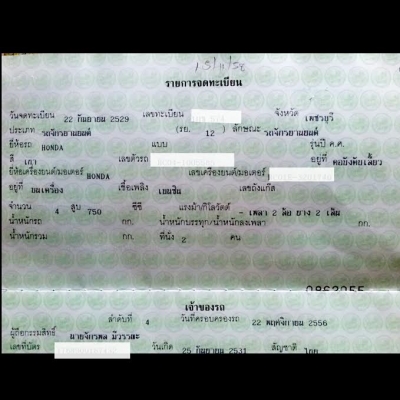 รายการจดทะเบียน
วันจดทะเบียน 22 กันยายน 2529 เลขทะเบียน จังหวัด เพชรบุรี
ประเภท รถจักรยานยนต์ (รย. 12) ลักษณะ รถจักรยานยนต์
ยี่ห้อรถ HONDA แบบ รุ่นปี ค.ศ.
สี เทา เลขตัวรถ อยู่ที่ คอถังดินเลี้ยว
ยี่ห้อเครื่องยนต์/มอเตอร์ HONDA เลขเครื่องยนต์/มอเตอร์
อยู่ที่ บนเครื่อง เชื้อเพลิง เบนซิน เลขถังแก๊ส
จำนวน 4 สูบ 750 ซีซี แรงม้า/กิโลวัตต์ - เพลา 2 ล้อ ยาง 2 เส้น
น้ำหนักรถ กก. น้ำหนักบรรทุก/น้ำหนักลงเพลา กก.
น้ำหนักรวม กก. ที่นั่ง 2 คน
เจ้าของรถ
ลำดับที่ 4 วันที่ครอบครองรถ 22 พฤศจิกายน 2556
ผู้ถือกรรมสิทธิ์
เลขที่บัตร วันเกิด 25 กันยายน 2531 สัญชาติ ไทย